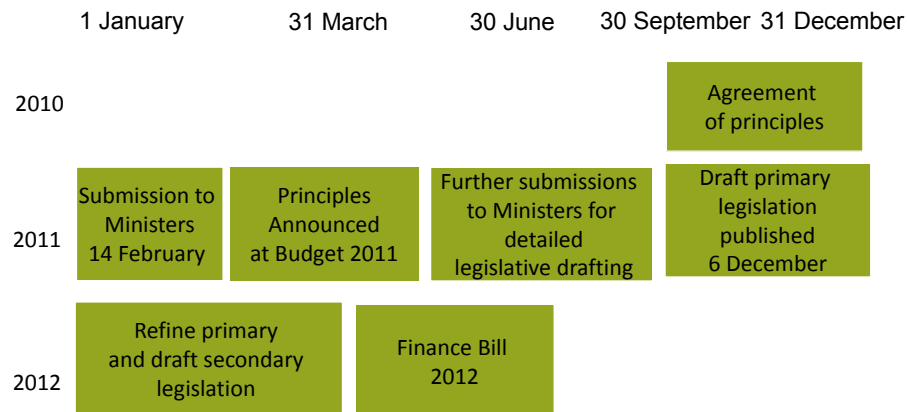 1 January
31 March
30 June
30 September
31 December
2010
Agreement
of principles
2011
Submission to
Ministers
14 February
Principles
Announced
at Budget 2011
Further submissions
to Ministers for
detailed
legislative drafting
Draft primary
legislation
published
6 December
2012
Refine primary
and draft secondary
legislation
Finance Bill
2012